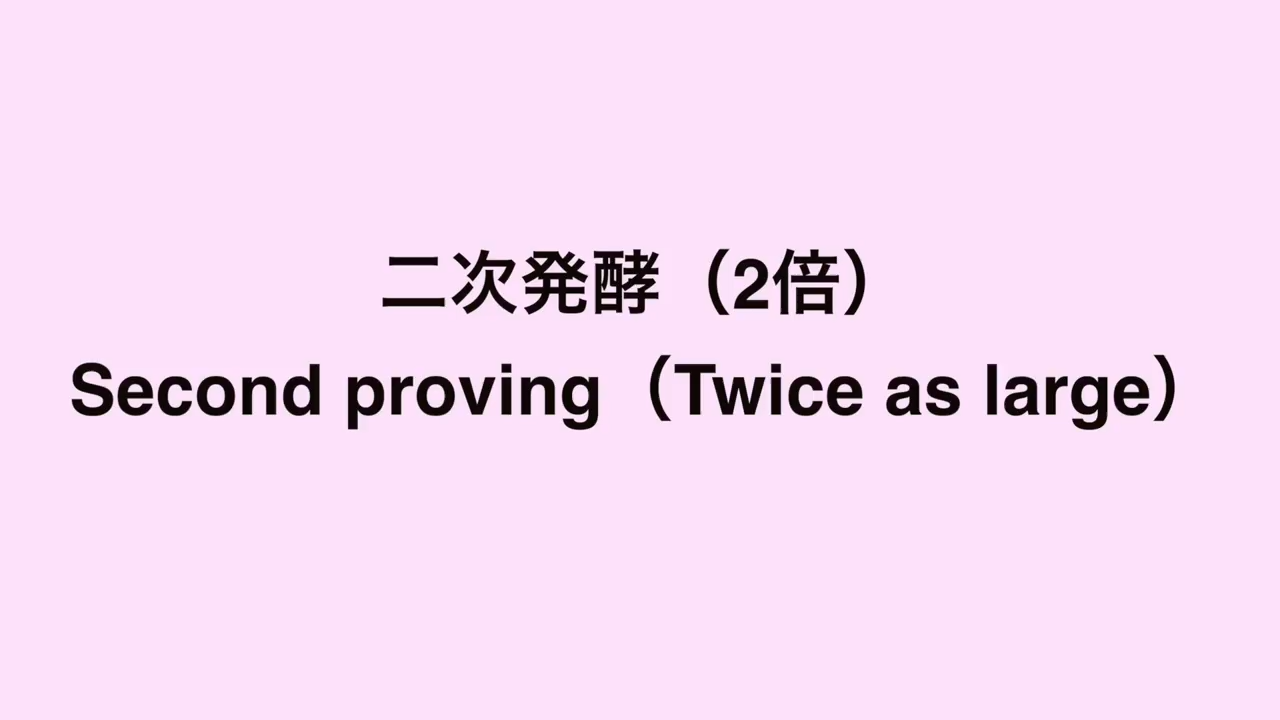 二次発酵（2倍）
Second proving（Twice as large）